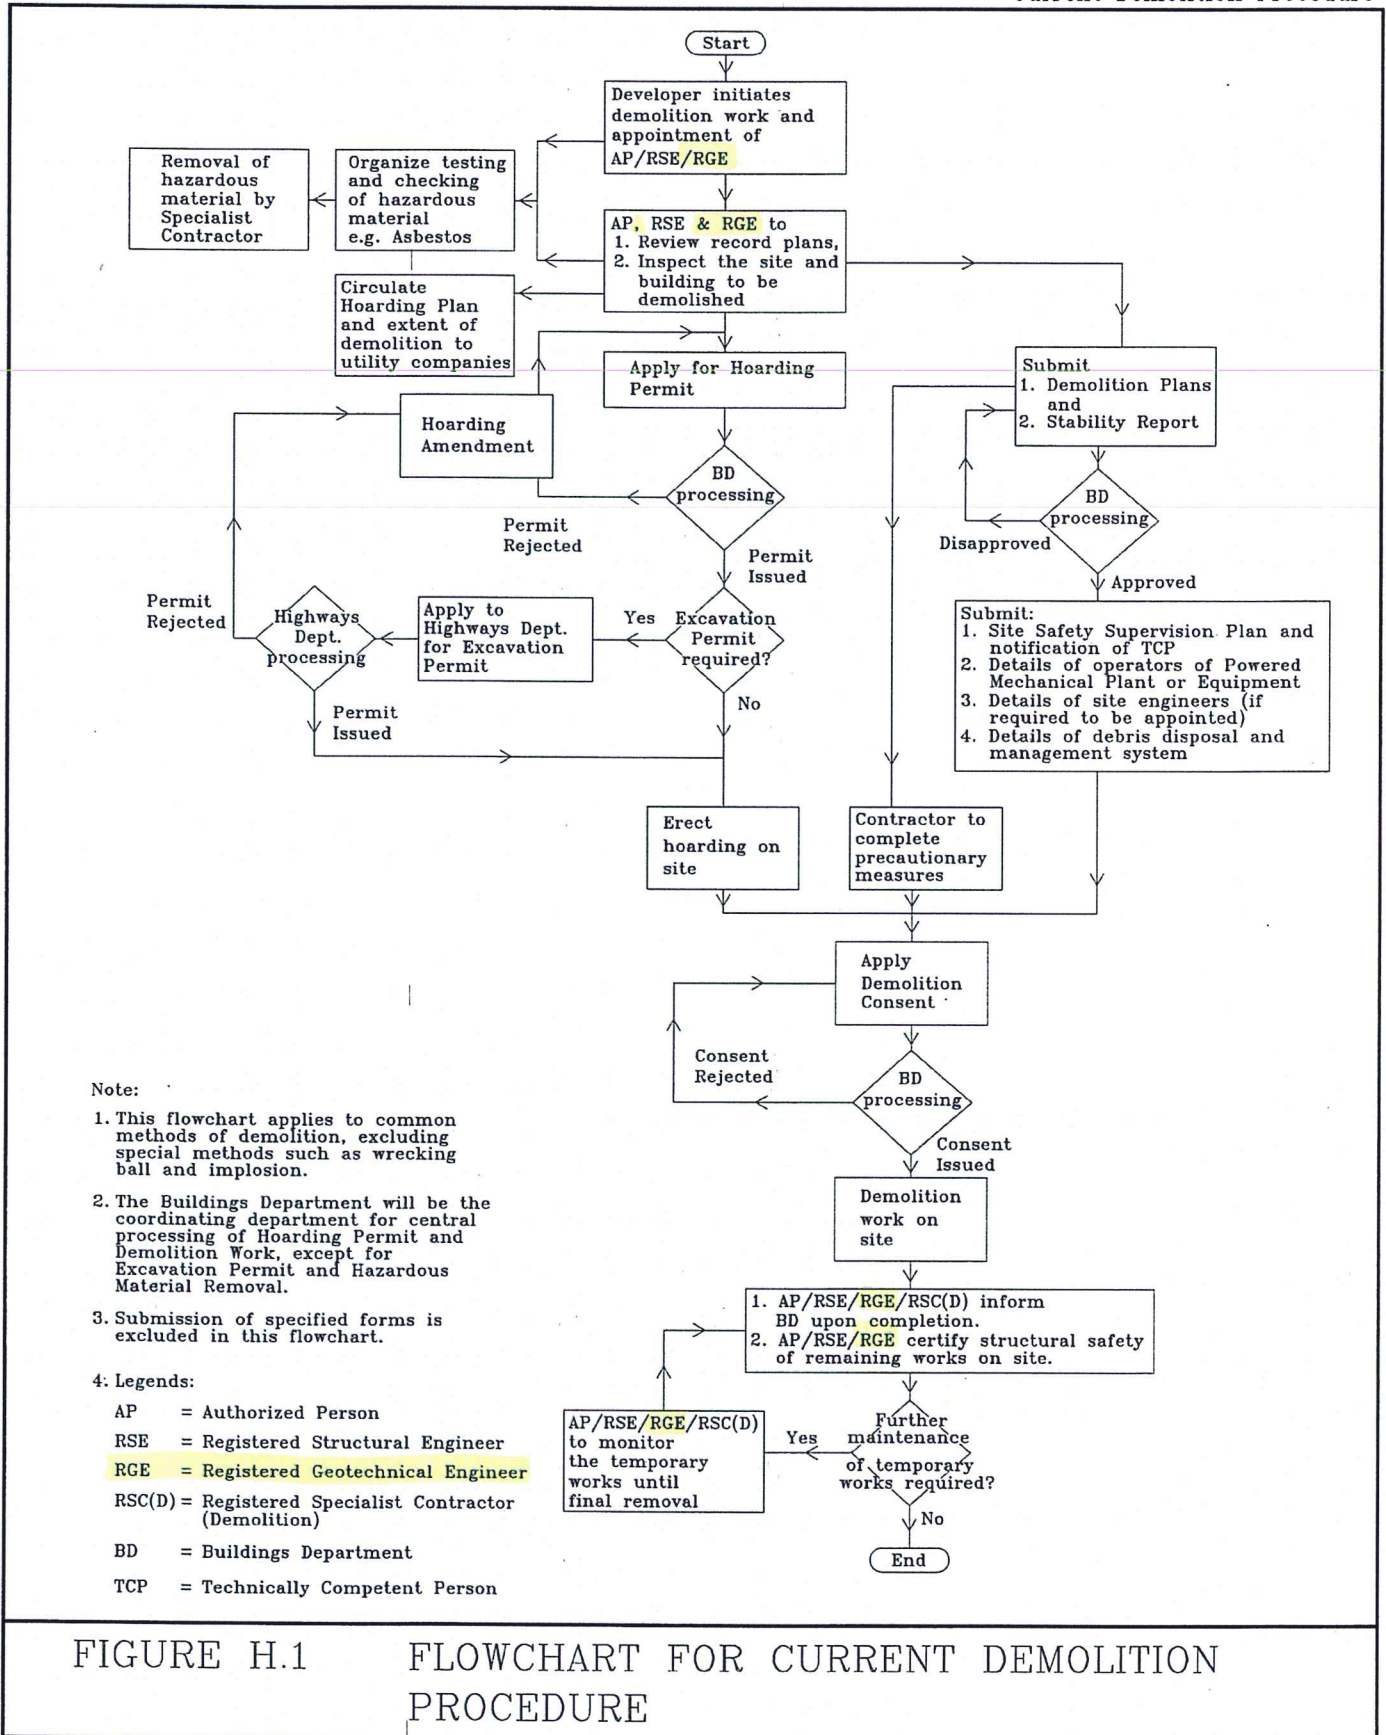 Start
Developer initiates
demolition work and
appointment of
AP/RSE/RGE
Removal of
hazardous
material by
Specialist
Contractor
Organize testing
and checking
of hazardous
material
e.g. Asbestos
AP, RSE & RGE to
1. Review record plans,
2. Inspect the site and
building to be
demolished
Circulate
Hoarding Plan
and extent of
demolition to
utility companies
Apply for Hoarding
Permit
Submit
1. Demolition Plans
and
2. Stability Report
Hoarding
Amendment
BD
processing
BD
processing
Permit
Rejected
Disapproved
Permit
Issued
Approved
Permit
Rejected
Highways
Dept.
processing
Apply to
Highways Dept.
for Excavation
Permit
Yes
Excavation
Permit
required?
Submit:
1. Site Safety Supervision Plan and
notification of TCP
2. Details of operators of Powered
Mechanical Plant or Equipment
3. Details of site engineers (if
required to be appointed)
4. Details of debris disposal and
management system
No
Permit
Issued
Erect
hoarding on
site
Contractor to
complete
precautionary
measures
Apply
Demolition
Consent
Consent
Rejected
BD
processing
Consent
Issued
Demolition
work on
site
1. AP/RSE/RGE/RSC(D) inform
BD upon completion.
2. AP/RSE/RGE certify structural safety
of remaining works on site.
AP/RSE/RGE/RSC(D)
to monitor
the temporary
works until
final removal
Yes
Further
maintenance
of temporary
works required?
No
End
Note:
1. This flowchart applies to common
methods of demolition, excluding
special methods such as wrecking
ball and implosion.
2. The Buildings Department will be the
coordinating department for central
processing of Hoarding Permit and
Demolition Work, except for
Excavation Permit and Hazardous
Material Removal.
3. Submission of specified forms is
excluded in this flowchart.
4. Legends:
AP = Authorized Person
RSE = Registered Structural Engineer
RGE = Registered Geotechnical Engineer
RSC(D) = Registered Specialist Contractor
(Demolition)
BD = Buildings Department
TCP = Technically Competent Person
FIGURE H.1 FLOWCHART FOR CURRENT DEMOLITION
PROCEDURE